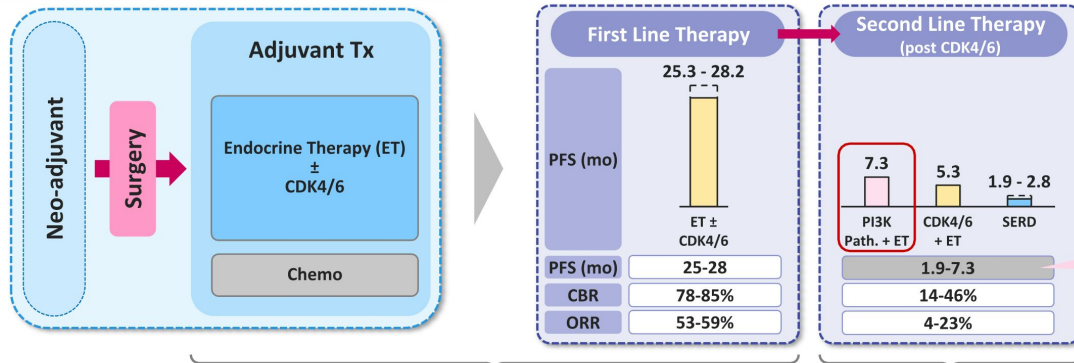 Neo-adjuvant
Surgery
Adjuvant Tx
Endocrine Therapy (ET)
±
CDK4/6
Chemo
First Line Therapy
25.3 - 28.2
PFS (mo)
ET ±
CDK4/6
PFS (mo)
25-28
CBR
78-85%
ORR
53-59%
Second Line Therapy
(post CDK4/6)
7.3
5.3
1.9 - 2.8
PI3K
Path. + ET
CDK4/6
+ ET
SERD
1.9-7.3
14-46%
4-23%